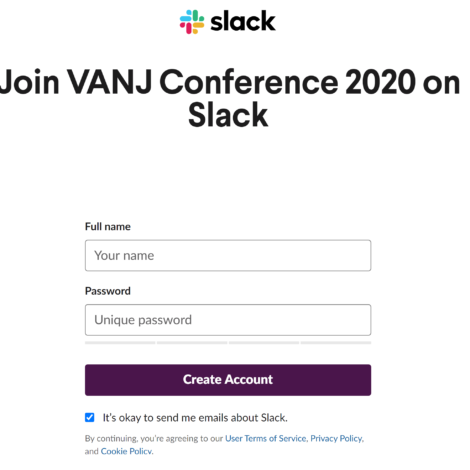 slack
Join VANJ Conference 2020 on
Slack
Full name
Your name
Password
Unique password
Create Account
It's okay to send me emails about Slack.
By continuing, you're agreeing to our User Terms of Service, Privacy Policy,
and Cookie Policy.